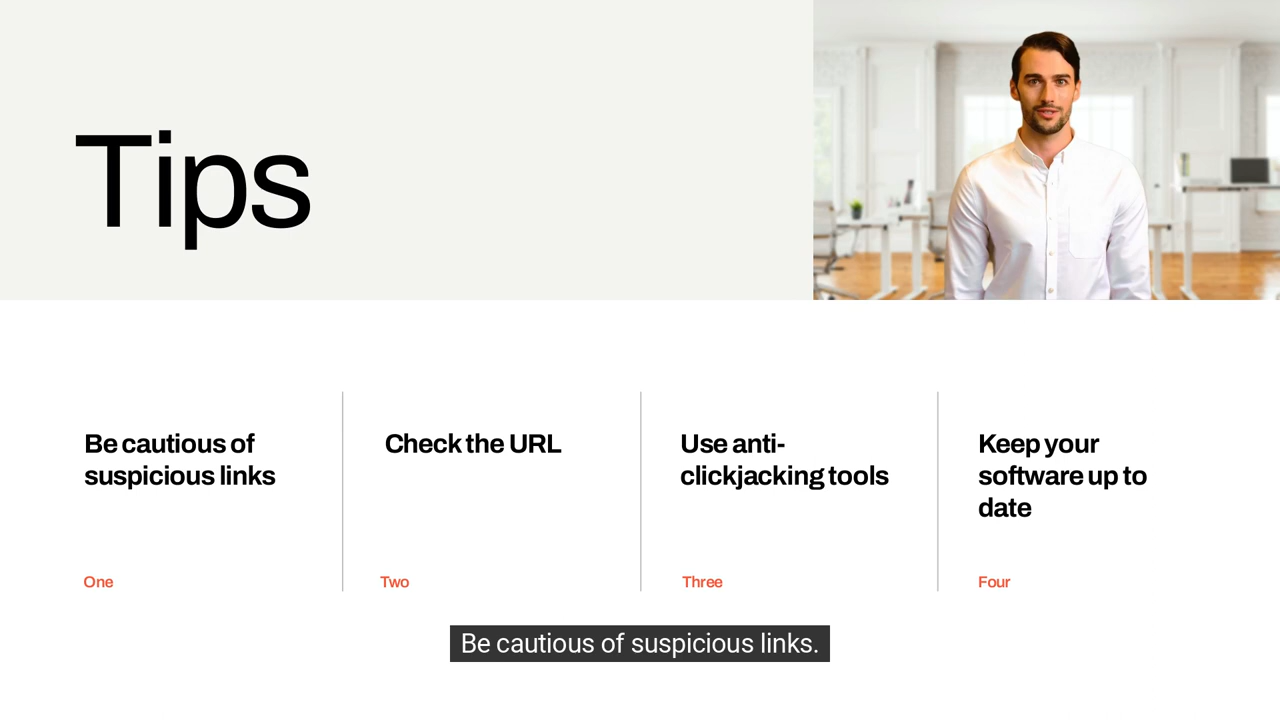 Tips
Be cautious of
suspicious links
One
Check the URL
Two
Use anti-
clickjacking tools
Three
Keep your
software up to
date
Four
Be cautious of suspicious links.